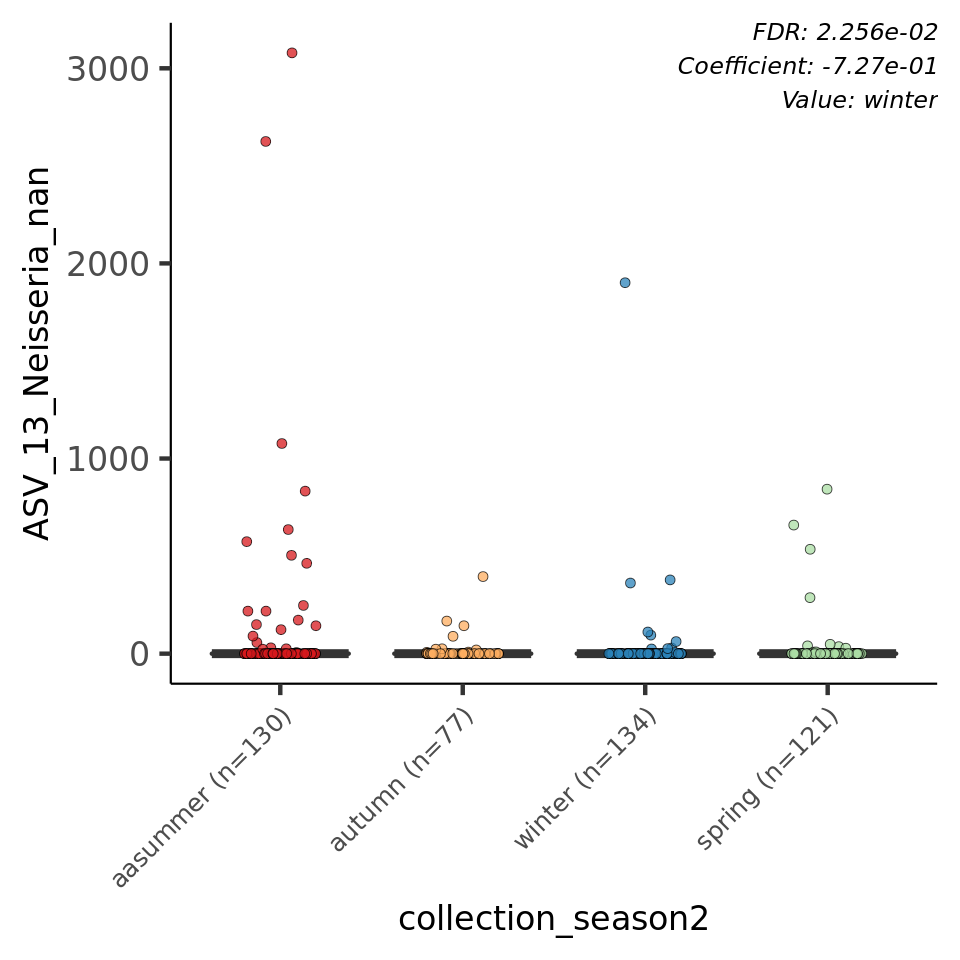 FDR: 2.256e-02
Coefficient: -7.27e-01
Value: winter
ASV_13_Neisseria_nan
3000
2000
1000
0
aasummer (n=130)
autumn (n=77)
winter (n=134)
spring (n=121)
collection_season2